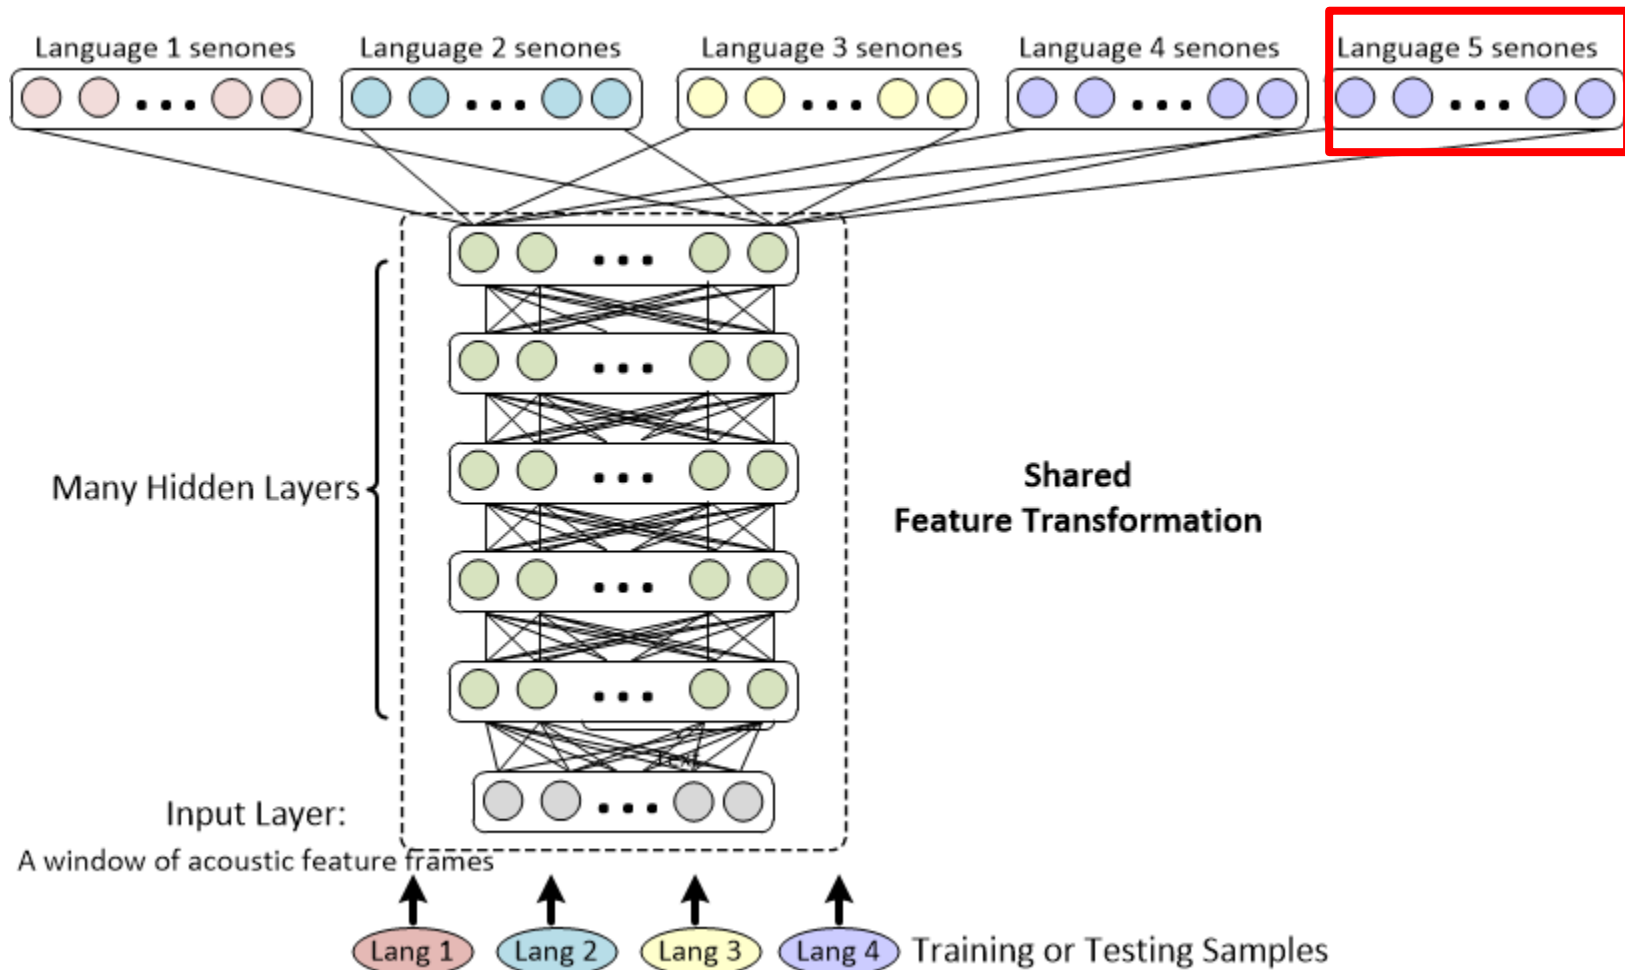 Language 1 senones
Language 2 senones
Language 3 senones
Language 4 senones
Language 5 senones
Many Hidden Layers
Shared
Feature Transformation
Input Layer:
A window of acoustic feature frames
Lang 1
Lang 2
Lang 3
Lang 4
Training or Testing Samples